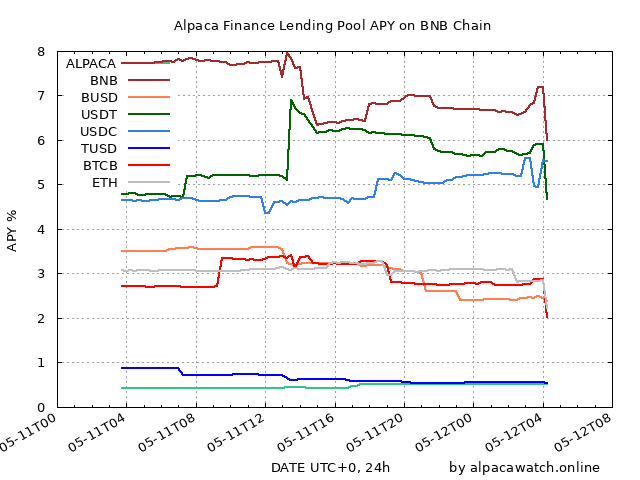 Alpaca Finance Lending Pool APY on BNB Chain
8
7
6
5
4
3
2
1
0
APY %
ALPACA
BNB
BUSD
USDT
USDC
TUSD
BTCB
ETH
05-11T00
05-11T04
05-11T08
05-11T12
05-11T16
05-11T20
05-12T00
05-12T04
05-12T08
DATE UTC+0, 24h
by alpacawatch.online